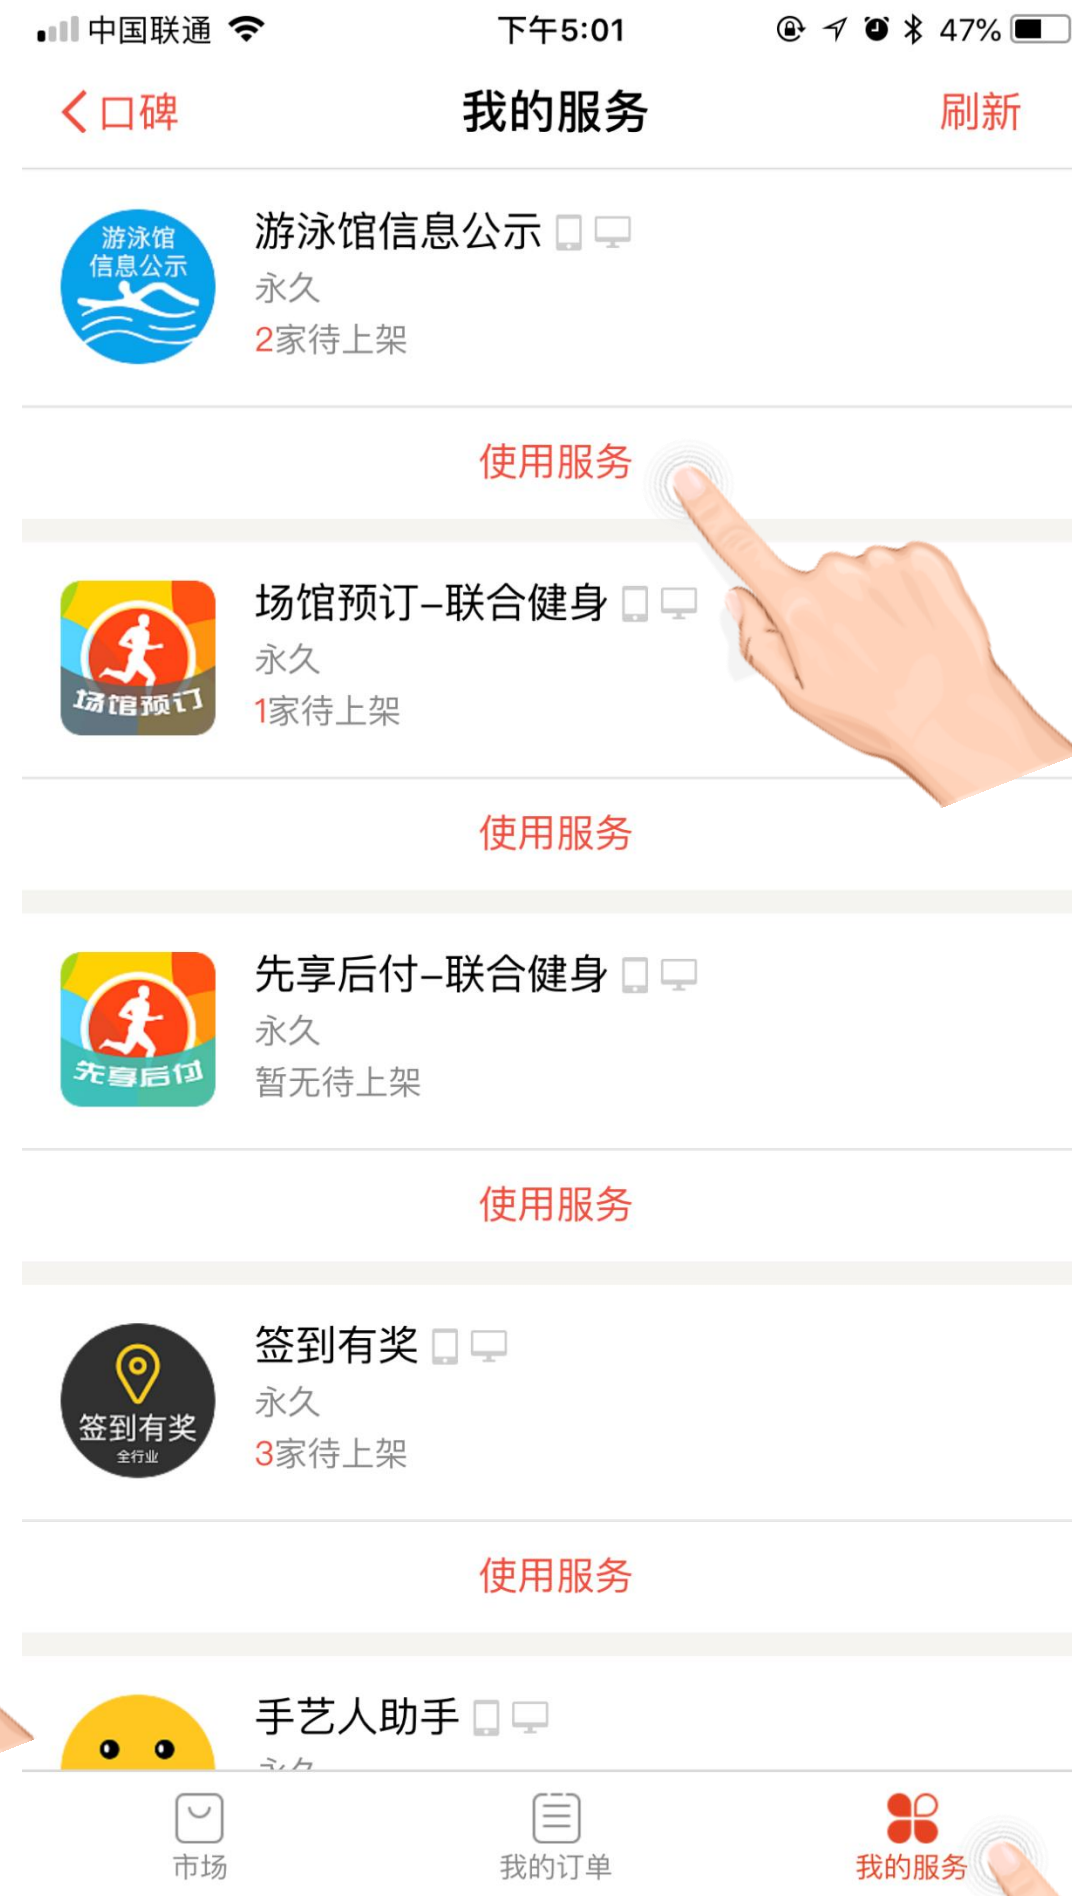 中国联通 下午5:01 47%
口碑 我的服务 刷新
游泳馆
信息公示
游泳馆信息公示
永久
2家待上架
使用服务
场馆预订
场馆预订-联合健身
永久
1家待上架
使用服务
先享后付
先享后付-联合健身
永久
暂无待上架
使用服务
签到有奖
全行业
签到有奖
永久
3家待上架
使用服务
手艺人助手
永久
市场 我的订单 我的服务